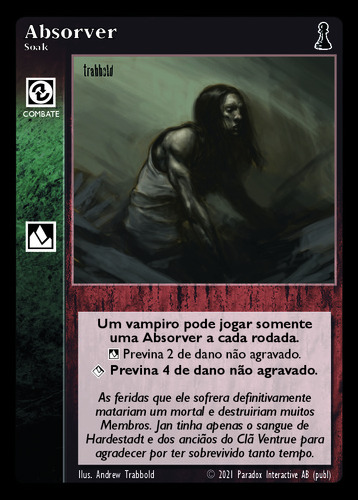 Absorver
Soak
COMBATE
trabbold
Um vampiro pode jogar somente
uma Absorver a cada rodada.
Previna 2 de dano não agravado.
Previna 4 de dano não agravado.
As feridas que ele sofera definitivamente
matariam um mortal e destruiriam muitos
Membros. Jan tinha apenas o sangue de
Hardestadt e dos anciãos do Clã Ventrue para
agradecer por ter sobrevivido tanto tempo.
Ilus. Andrew Trabbold © 2021 Paradox Interactive AB (publ)